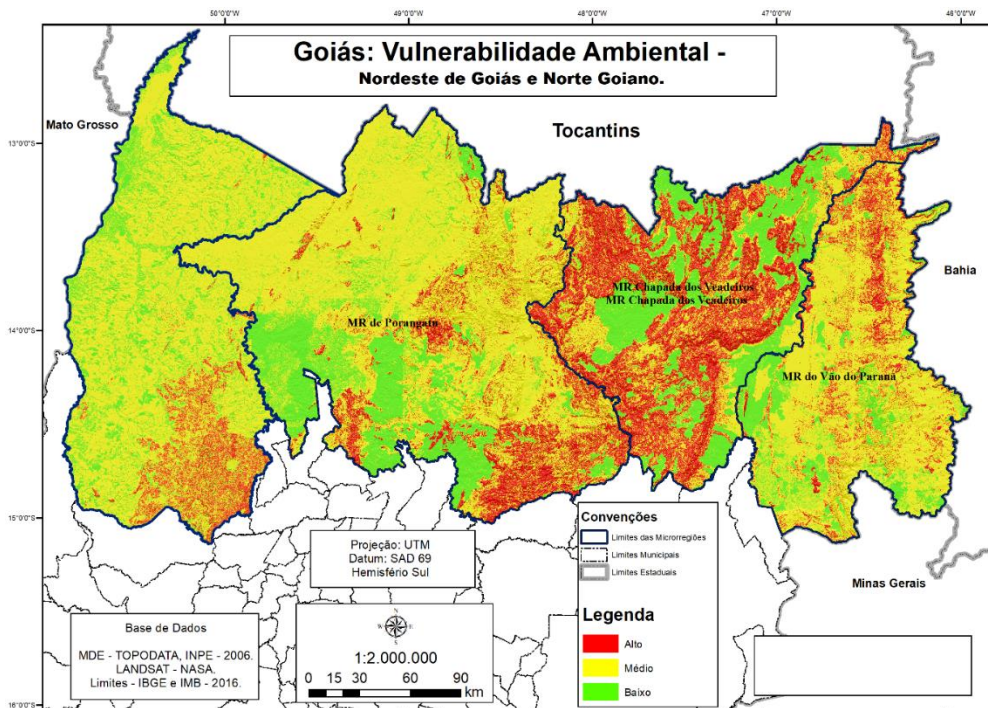 50°0'0"O
49°0'0"O
48°0'0"O
47°0'0"O
48°0'0"O
Goiás: Vulnerabilidade Ambiental -
Nordeste de Goiás e Norte Goiano.
Mato Grosso
Tocantins
13°0'0"S
Bahia
MR Chapada dos Veadeiros
MR Chapada dos Veadeiros
MR de Porangatu
14°0'0"S
MR do Vão do Paraná
15°0'0"S
Minas Gerais
Projeção: UTM
Datum: SAD 69
Hemisfério Sul
Convenções
Limites das Microrregiões
Limites Municipais
Limites Estaduais
Legenda
Alto
Médio
Baixo
Base de Dados
MDE - TOPODATA, INPE - 2006.
LANDSAT - NASA.
Limites - IBGE e IMB - 2016.
N
W E
S
1:2.000.000
0 15 30 60 90
km
16°0'0"S